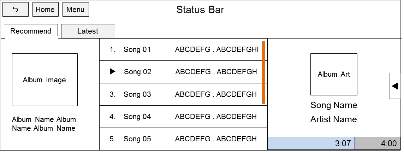 Home Menu Status Bar
Recommend Latest
Album Image
Album Name Album
Name Album Name
1. Song 01 ABCDEFG . ABCDEFGHI
Song 02 ABCDEFG . ABCDEFGH
3. Song 03 ABCDEFG . ABCDEFGH
4. Song 04 ABCDEFG . ABCDEFGH
5. Song 05 ABCDEFG . ABCDEFGH
Album Art
Song Name
Artist Name
3:07 4:00